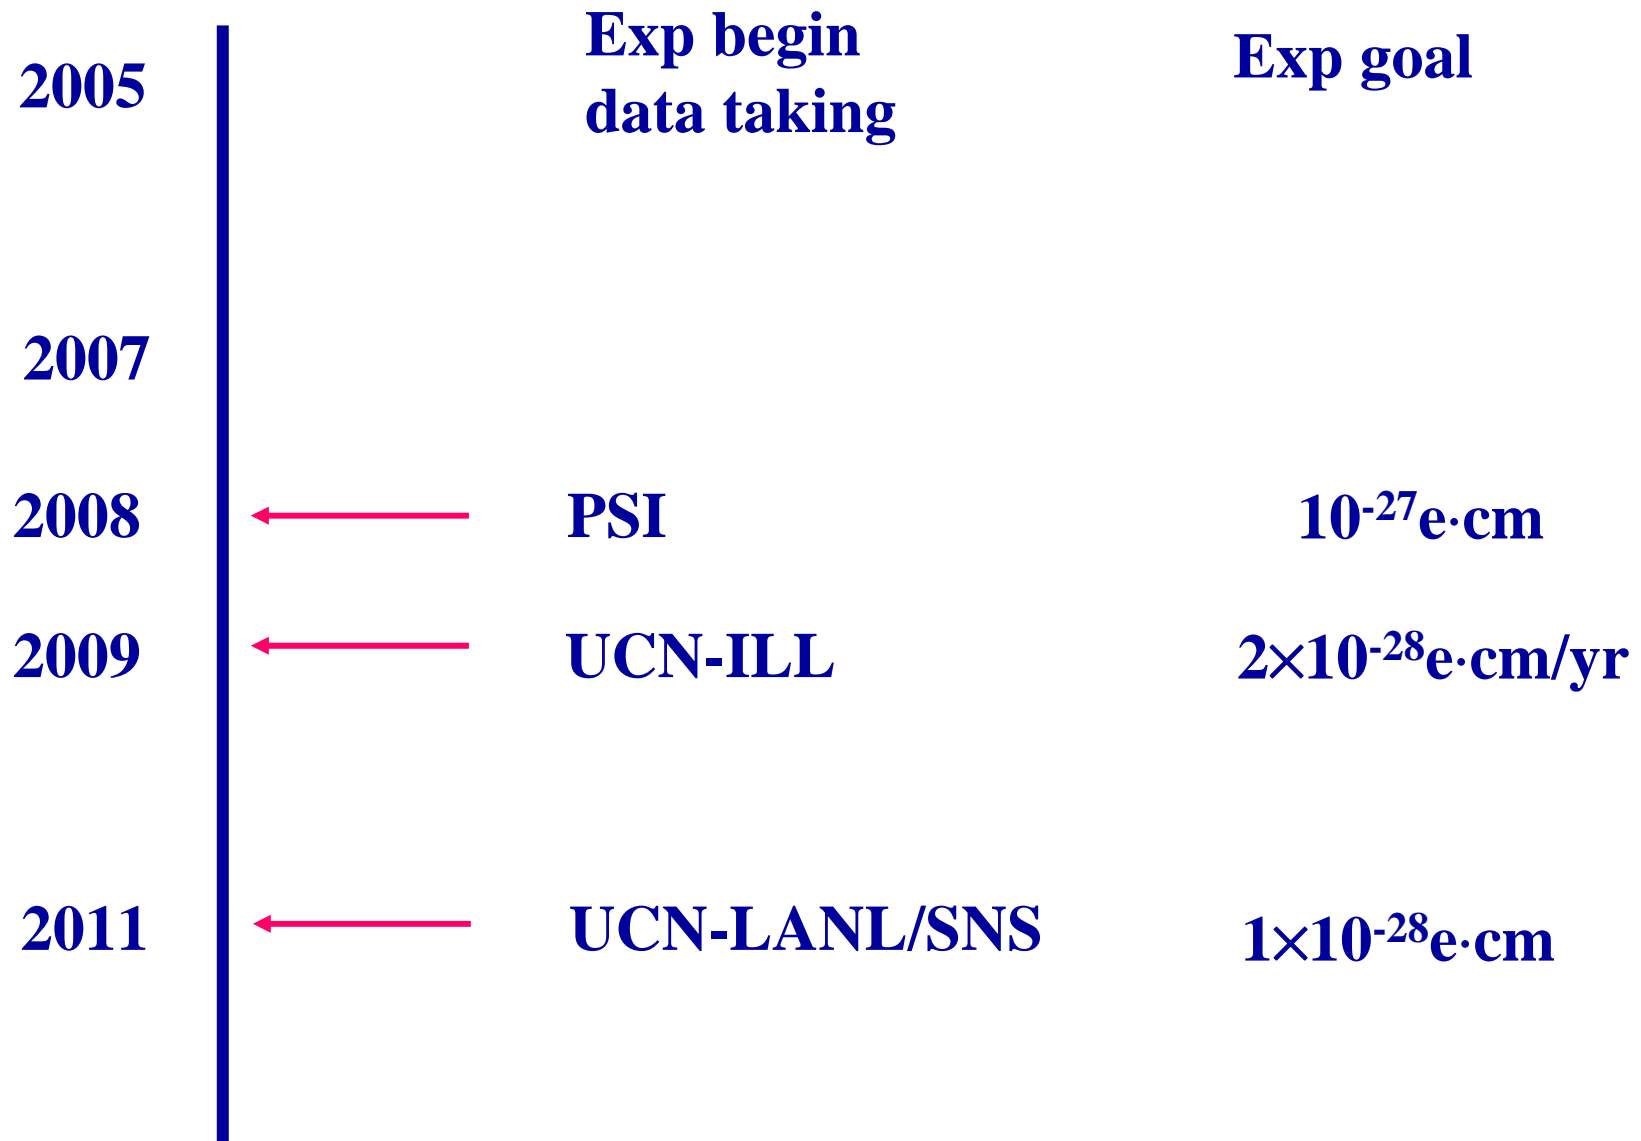 Exp begin
data taking
Exp goal
2005
2007
2008 PSI 10⁻²⁷e·cm
2009 UCN-ILL 2×10⁻²⁸e·cm/yr
2011 UCN-LANL/SNS 1×10⁻²⁸e·cm